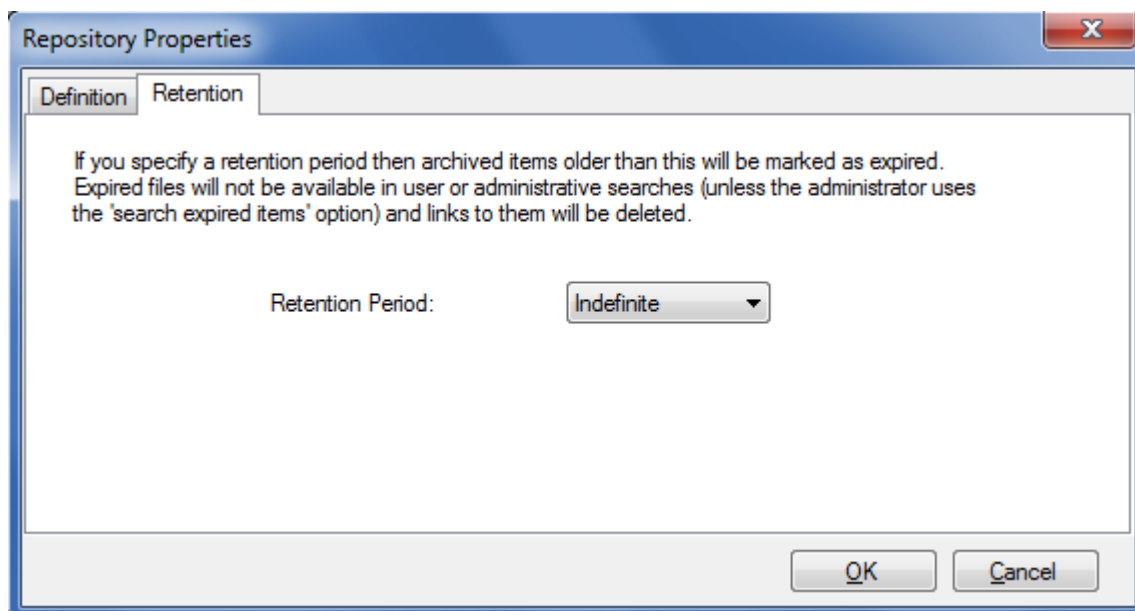 Repository Properties
Definition
Retention
If you specify a retention period then archived items older than this will be marked as expired.
Expired files will not be available in user or administrative searches (unless the administrator uses
the 'search expired items' option) and links to them will be deleted.
Retention Period:
Indefinite
OK
Cancel